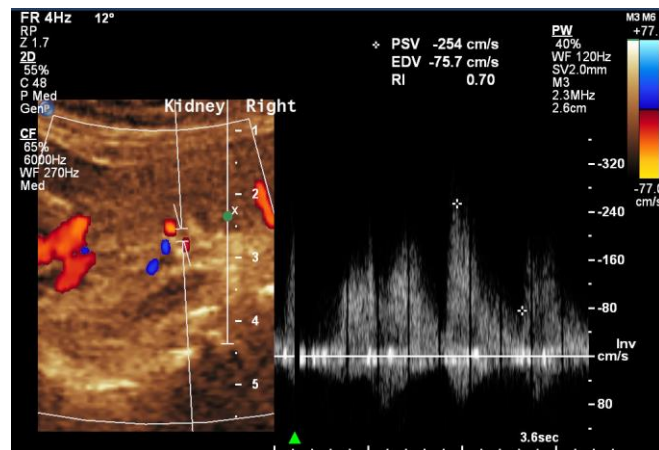 FR 4Hz 12°
RP
Z 1.7
2D
55%
C 48
P Med
Gen
CF
65%
6000Hz
WF 270Hz
Med
Kidney Right
x
1
2
3
4
5
PSV -254 cm/s
EDV -75.7 cm/s
RI 0.70
PW
40%
WF 120Hz
SV2.0mm
M3
2.3MHz
2.6cm
M3 M6
+77.
-77.0
cm/s
-320
-240
-160
-80
Inv
cm/s
80
3.6sec